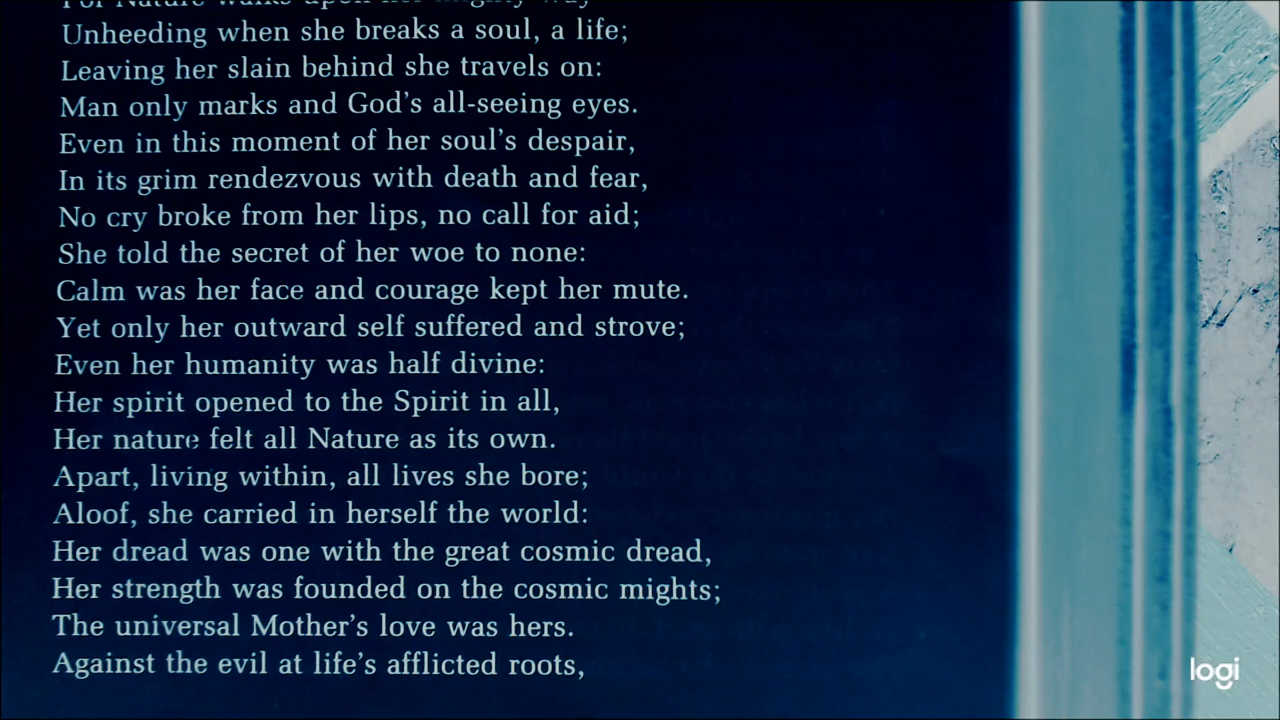 For Nature walks upon her mighty way
Unheeding when she breaks a soul, a life;
Leaving her slain behind she travels on:
Man only marks and God's all-seeing eyes.
Even in this moment of her soul's despair,
In its grim rendezvous with death and fear,
No cry broke from her lips, no call for aid;
She told the secret of her woe to none:
Calm was her face and courage kept her mute.
Yet only her outward self suffered and strove;
Even her humanity was half divine:
Her spirit opened to the Spirit in all,
Her nature felt all Nature as its own.
Apart, living within, all lives she bore;
Aloof, she carried in herself the world:
Her dread was one with the great cosmic dread,
Her strength was founded on the cosmic mights;
The universal Mother's love was hers.
Against the evil at life's afflicted roots,
logi